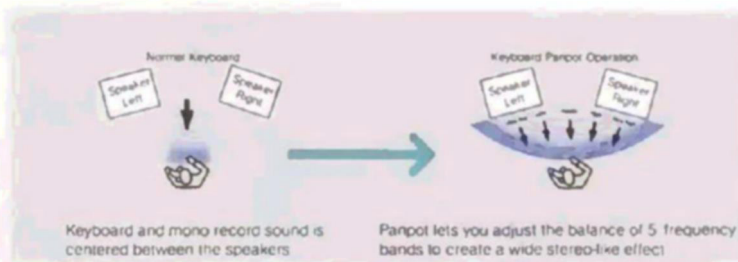 Normal Keyboard
Speaker Left
Speaker Right
Keyboard and mono record sound is
centered between the speakers
Keyboard Panpot Operation
Speaker Left
Speaker Right
Panpot lets you adjust the balance of 5 frequency
bands to create a wide stereo-like effect